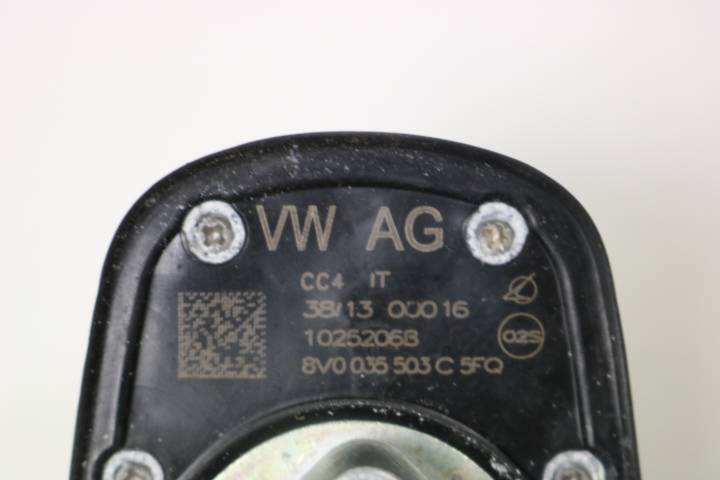 VW AG
CC4 IT
38/13 00016
10252068
8V0 035 503 C 5FQ
02S